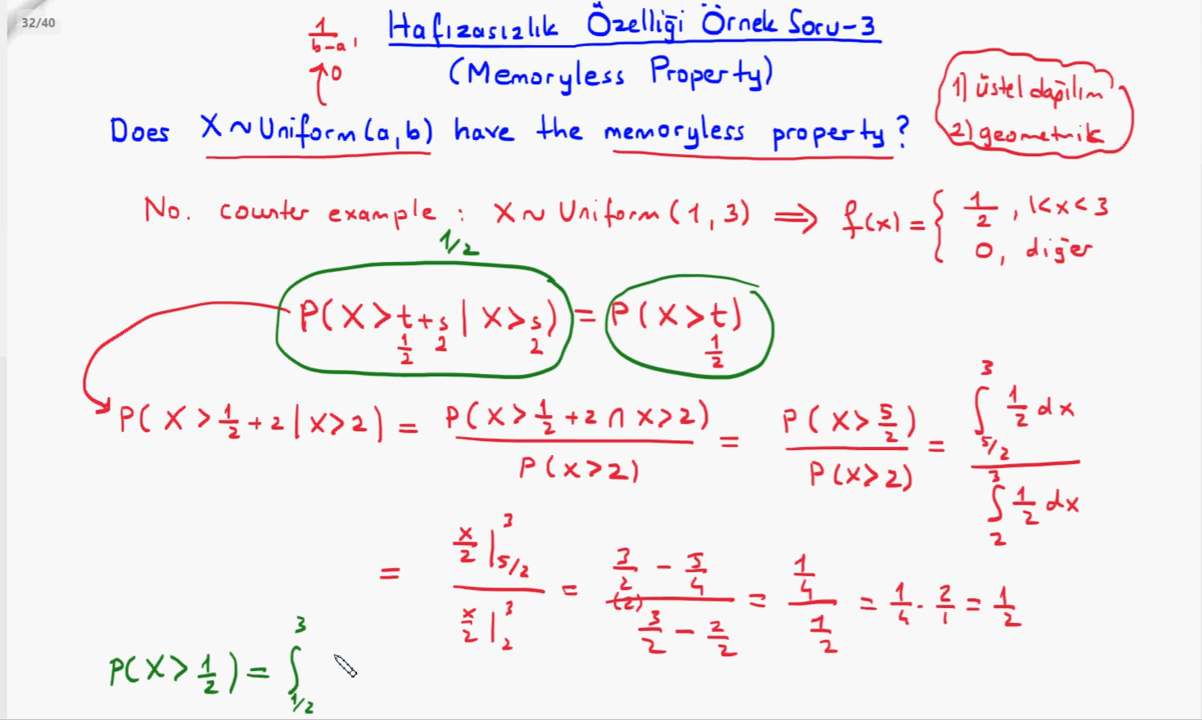 32/40
1/(b-a),
0
Hafızasızlık Özelliği Örnek Soru-3
(Memoryless Property)
1) üstel dağılım
2) geometrik
Does X~Uniform(a,b) have the memoryless property?
No. counter example : X~Uniform(1,3) ⟹ f(x) = { 1/2 , 1<x<3
0, diğer
1/2
P(X>t+s | X>s) = P(X>t)
1/2 2 2 1/2
P(X>1/2+2 | X>2) = P(X>1/2+2 ∩ X>2) / P(X>2) = P(X>5/2) / P(X>2) = ∫_{5/2}^{3} 1/2 dx / ∫_{2}^{3} 1/2 dx
= x/2 |_{5/2}^{3} / x/2 |_{2}^{3} = (3/2 - 5/4) / (3/2 - 2/2) = (1/4) / (1/2) = 1/4 · 2/1 = 1/2
(2)
P(X>1/2) = ∫_{1/2}^{3}